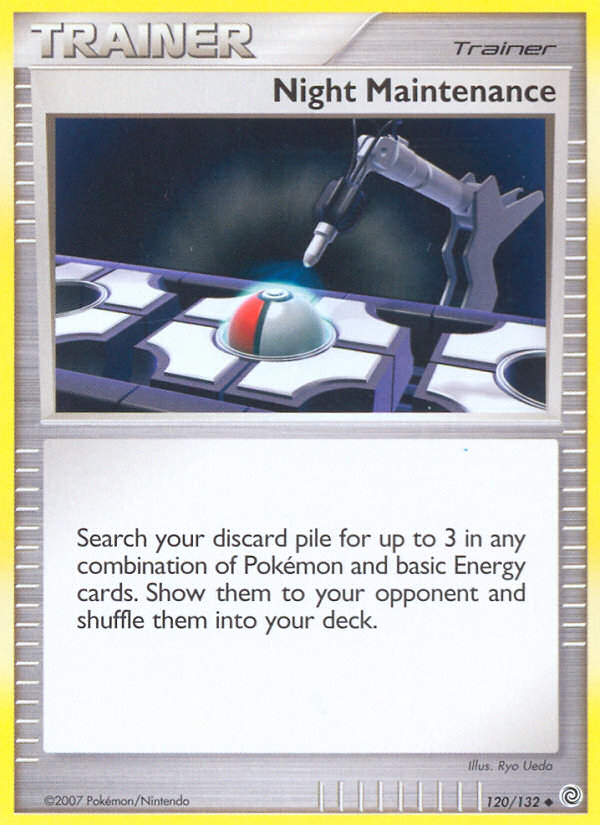 TRAINER
Trainer
Night Maintenance
Search your discard pile for up to 3 in any
combination of Pokémon and basic Energy
cards. Show them to your opponent and
shuffle them into your deck.
Illus. Ryo Ueda
©2007 Pokémon/Nintendo
120/132 ◆